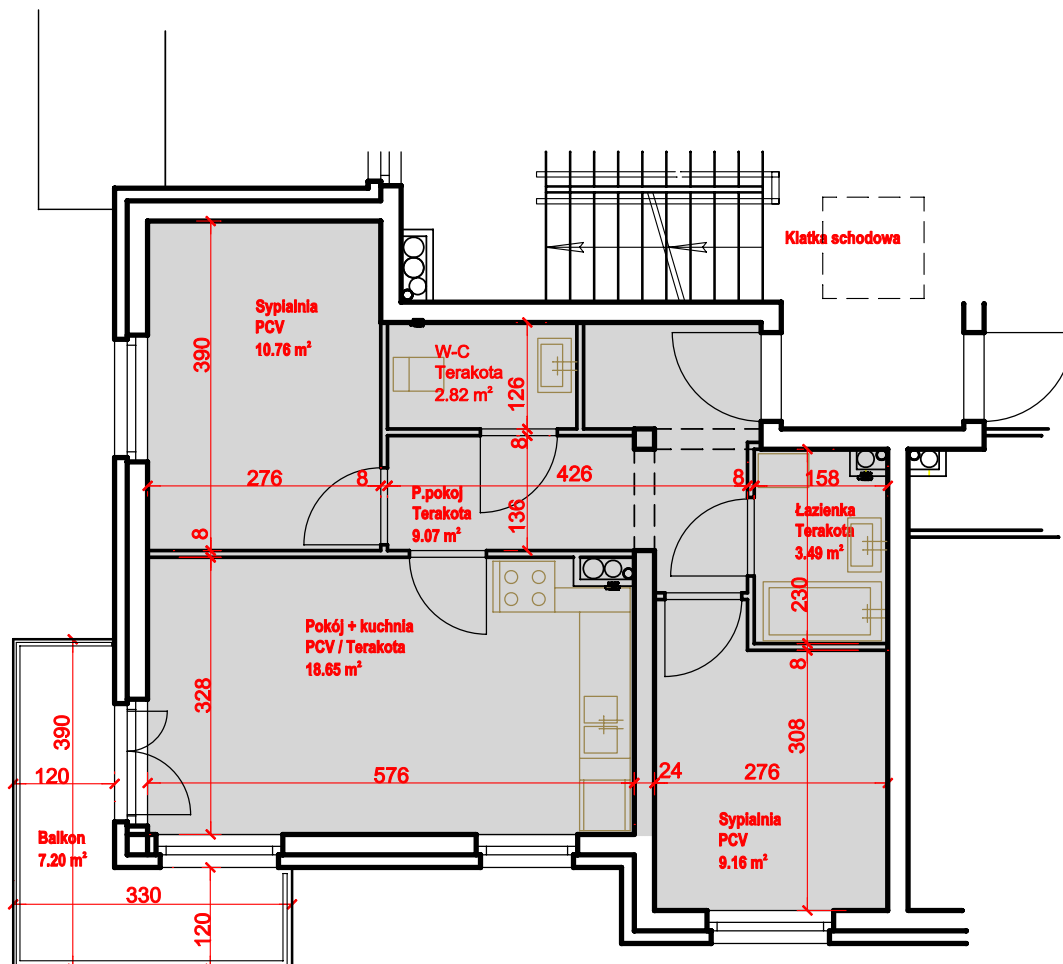 Klatka schodowa
Sypialnia
PCV
10.76 m²
390
W-C
Terakota
2.82 m²
126
8
276
8
426
8
158
P.pokoj
Terakota
9.07 m²
136
Łazienka
Terakota
3.49 m²
230
8
8
Pokój + kuchnia
PCV / Terakota
18.65 m²
328
308
390
120
576
24
276
Sypialnia
PCV
9.16 m²
Balkon
7.20 m²
330
120